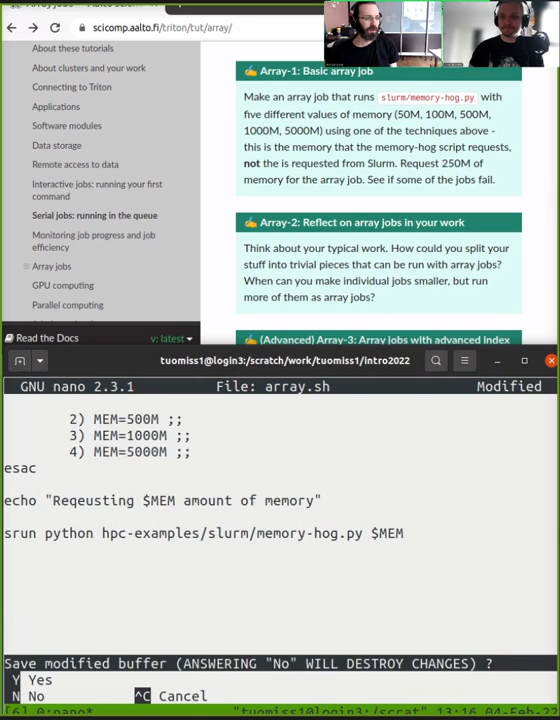 scicomp.aalto.fi/triton/tut/array/
About these tutorials
About clusters and your work
Connecting to Triton
Applications
Software modules
Data storage
Remote access to data
Interactive jobs: running your first
command
Serial jobs: running in the queue
Monitoring job progress and job
efficiency
Array jobs
GPU computing
Parallel computing
Read the Docs
v: latest
Array-1: Basic array job
Make an array job that runs slurm/memory-hog.py with
five different values of memory (50M, 100M, 500M,
1000M, 5000M) using one of the techniques above -
this is the memory that the memory-hog script requests,
not the is requested from Slurm. Request 250M of
memory for the array job. See if some of the jobs fail.
Array-2: Reflect on array jobs in your work
Think about your typical work. How could you split your
stuff into trivial pieces that can be run with array jobs?
When can you make individual jobs smaller, but run
more of them as array jobs?
(Advanced) Array-3: Array jobs with advanced index
tuomiss1@login3:/scratch/work/tuomiss1/intro2022
GNU nano 2.3.1 File: array.sh Modified
2) MEM=500M ;;
3) MEM=1000M ;;
4) MEM=5000M ;;
esac
echo "Reqeusting $MEM amount of memory"
srun python hpc-examples/slurm/memory-hog.py $MEM
Save modified buffer (ANSWERING "No" WILL DESTROY CHANGES) ?
Y Yes
N No ^C Cancel
[6] 0:nano* "tuomiss1@login3:/scrat" 13:16 04-Feb-22